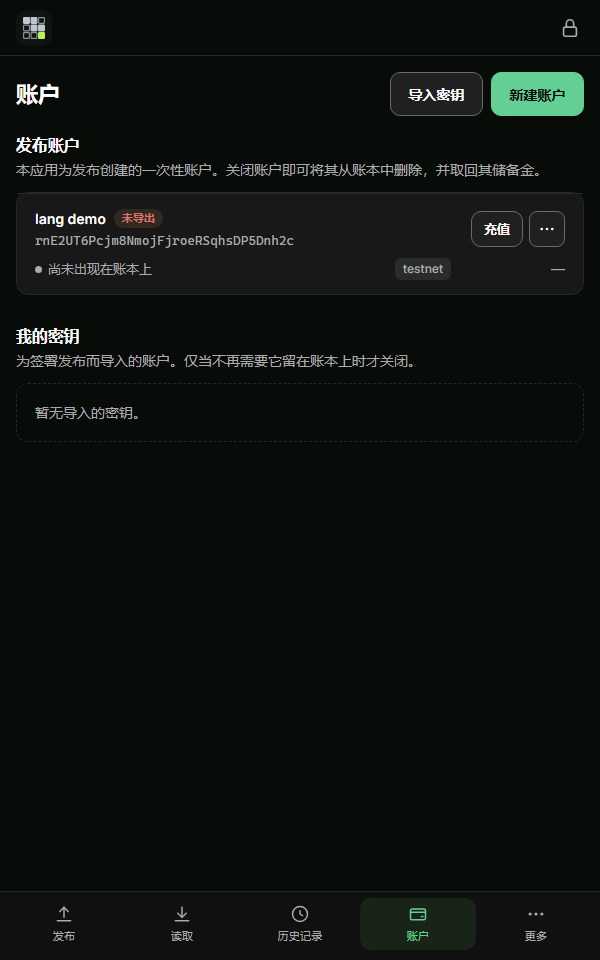 账户
导入密钥
新建账户
发布账户
本应用为发布创建的一次性账户。关闭账户即可将其从账本中删除，并取回其储备金。
lang demo 未导出
rnE2UT6Pcjm8NmojFjroeRSqhsDP5Dnh2c
充值
尚未出现在账本上
testnet
—
我的密钥
为签署发布而导入的账户。仅当不再需要它留在账本上时才关闭。
暂无导入的密钥。
发布
读取
历史记录
账户
更多